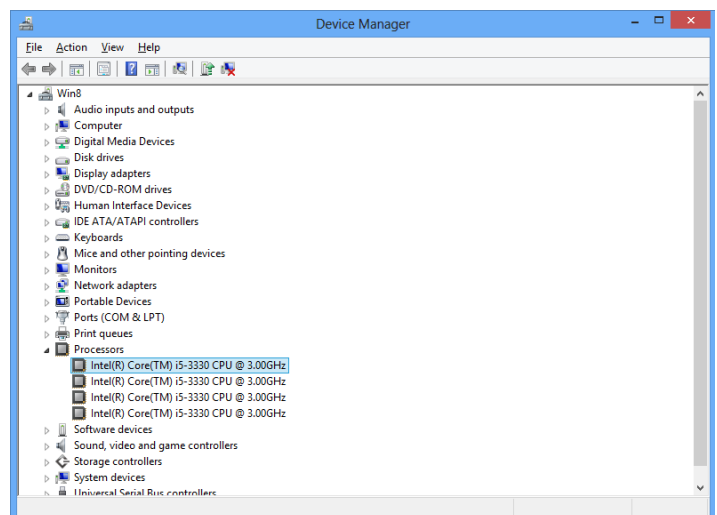 Device Manager
File Action View Help
Win8
Audio inputs and outputs
Computer
Digital Media Devices
Disk drives
Display adapters
DVD/CD-ROM drives
Human Interface Devices
IDE ATA/ATAPI controllers
Keyboards
Mice and other pointing devices
Monitors
Network adapters
Portable Devices
Ports (COM & LPT)
Print queues
Processors
Intel(R) Core(TM) i5-3330 CPU @ 3.00GHz
Intel(R) Core(TM) i5-3330 CPU @ 3.00GHz
Intel(R) Core(TM) i5-3330 CPU @ 3.00GHz
Intel(R) Core(TM) i5-3330 CPU @ 3.00GHz
Software devices
Sound, video and game controllers
Storage controllers
System devices
Universal Serial Bus controllers